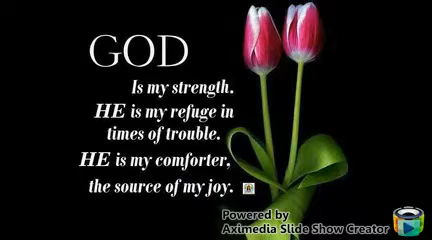 GOD
Is my strength.
HE is my refuge in
times of trouble.
HE is my comforter,
the source of my joy.
Powered by
Aximedia Slide Show Creator